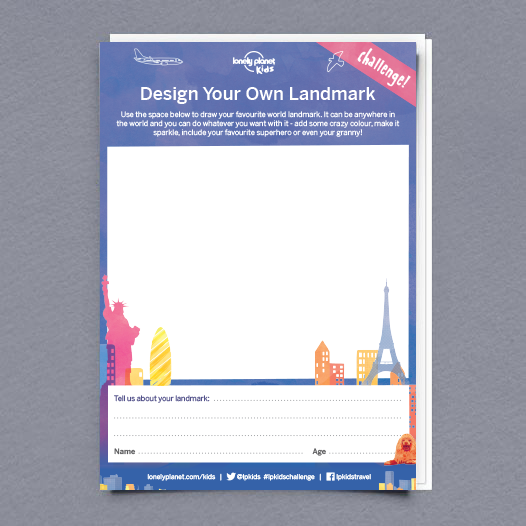 lonely planet
Kids
challenge!
Design Your Own Landmark
Use the space below to draw your favourite world landmark. It can be anywhere in
the world and you can do whatever you want with it - add some crazy colour, make it
sparkle, include your favourite superhero or even your granny!
Tell us about your landmark:
Name Age
lonelyplanet.com/kids | @lpkids #lpkidschallenge | lpkidstravel